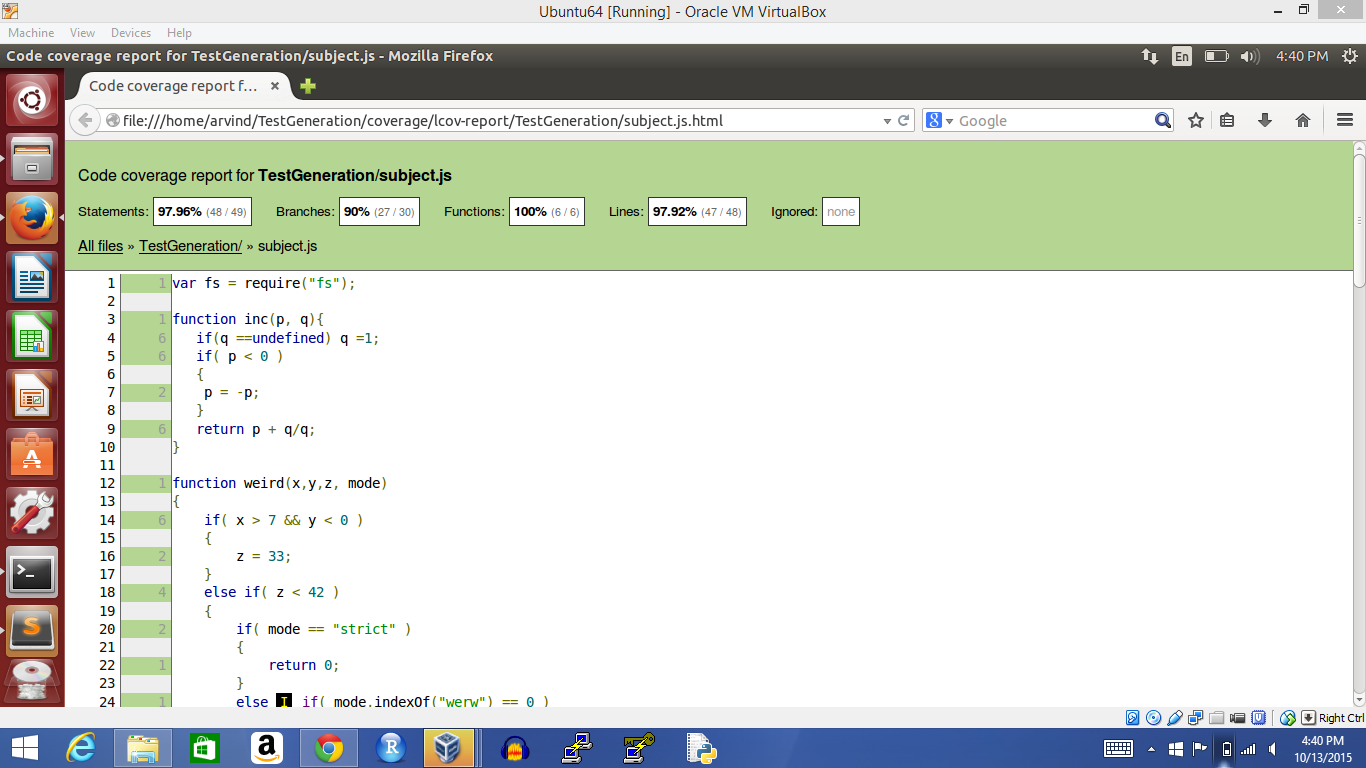 Ubuntu64 [Running] - Oracle VM VirtualBox
Machine View Devices Help
Code coverage report for TestGeneration/subject.js - Mozilla Firefox
En 4:40 PM
Code coverage report f...
file:///home/arvind/TestGeneration/coverage/lcov-report/TestGeneration/subject.js.html
8 Google
Code coverage report for TestGeneration/subject.js
Statements: 97.96% (48 / 49) Branches: 90% (27 / 30) Functions: 100% (6 / 6) Lines: 97.92% (47 / 48) Ignored: none
All files » TestGeneration/ » subject.js
1 1 var fs = require("fs");
2
3 1 function inc(p, q){
4 6 if(q ==undefined) q =1;
5 6 if( p < 0 )
6 {
7 2 p = -p;
8 }
9 6 return p + q/q;
10 }
11
12 1 function weird(x,y,z, mode)
13 {
14 6 if( x > 7 && y < 0 )
15 {
16 2 z = 33;
17 }
18 4 else if( z < 42 )
19 {
20 2 if( mode == "strict" )
21 {
22 1 return 0;
23 }
24 1 else I if( mode.indexOf("werw") == 0 )
Right Ctrl
4:40 PM
10/13/2015